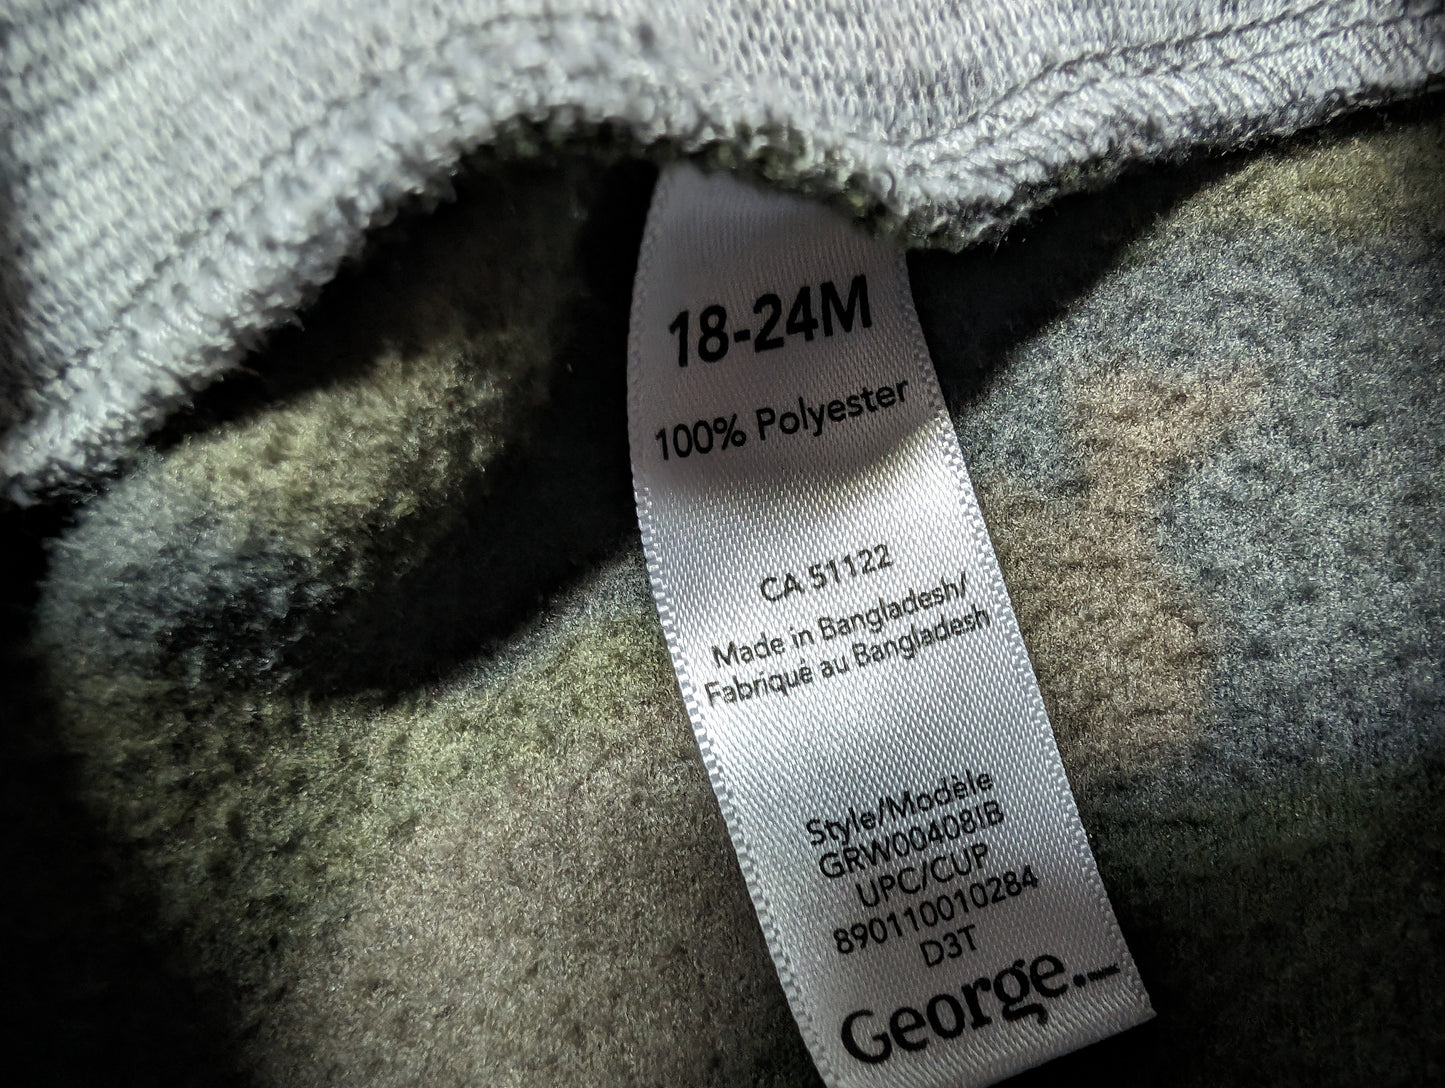 18-24M
100% Polyester
CA 51122
Made in Bangladesh/
Fabriqué au Bangladesh
Style/Modèle
GRW00408IB
UPC/CUP
890110010284
D3T
George.